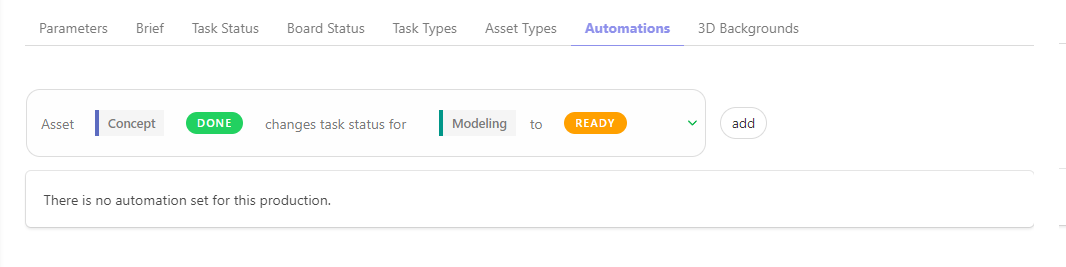 Parameters Brief Task Status Board Status Task Types Asset Types Automations 3D Backgrounds
Asset Concept DONE changes task status for Modeling to READY add
There is no automation set for this production.